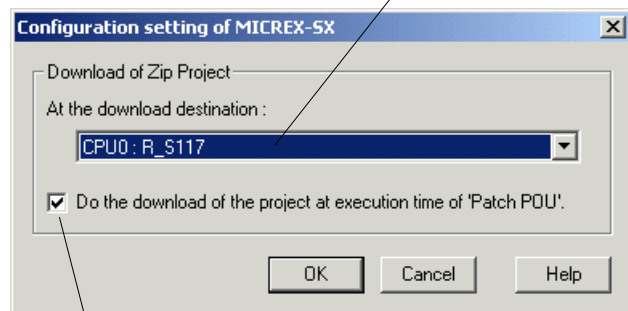 Configuration setting of MICREX-SX
Download of Zip Project
At the download destination :
CPU0 : R_S117
Do the download of the project at execution time of 'Patch POU'.
OK Cancel Help